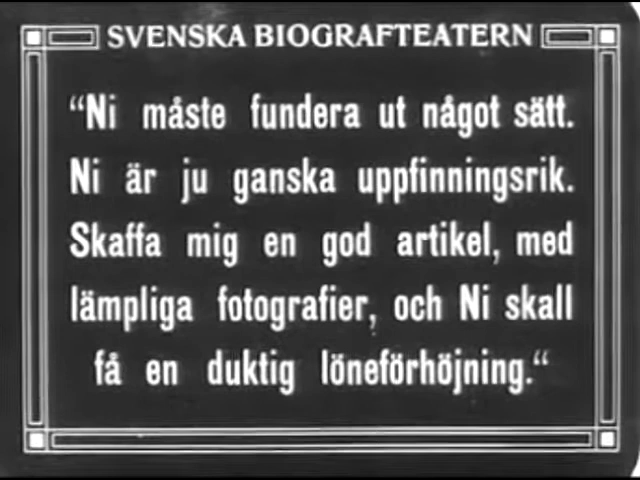 SVENSKA BIOGRAFTEATERN
“Ni måste fundera ut något sätt.
Ni är ju ganska uppfinningsrik.
Skaffa mig en god artikel, med
lämpliga fotografier, och Ni skall
få en duktig löneförhöjning.“